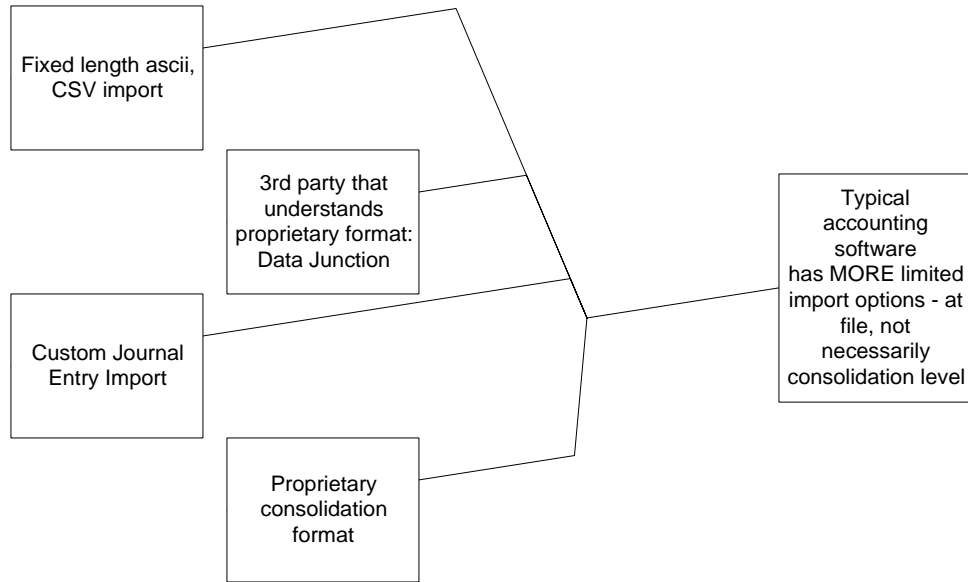 Fixed length ascii,
CSV import
3rd party that
understands
proprietary format:
Data Junction
Custom Journal
Entry Import
Proprietary
consolidation
format
Typical
accounting
software
has MORE limited
import options - at
file, not
necessarily
consolidation level